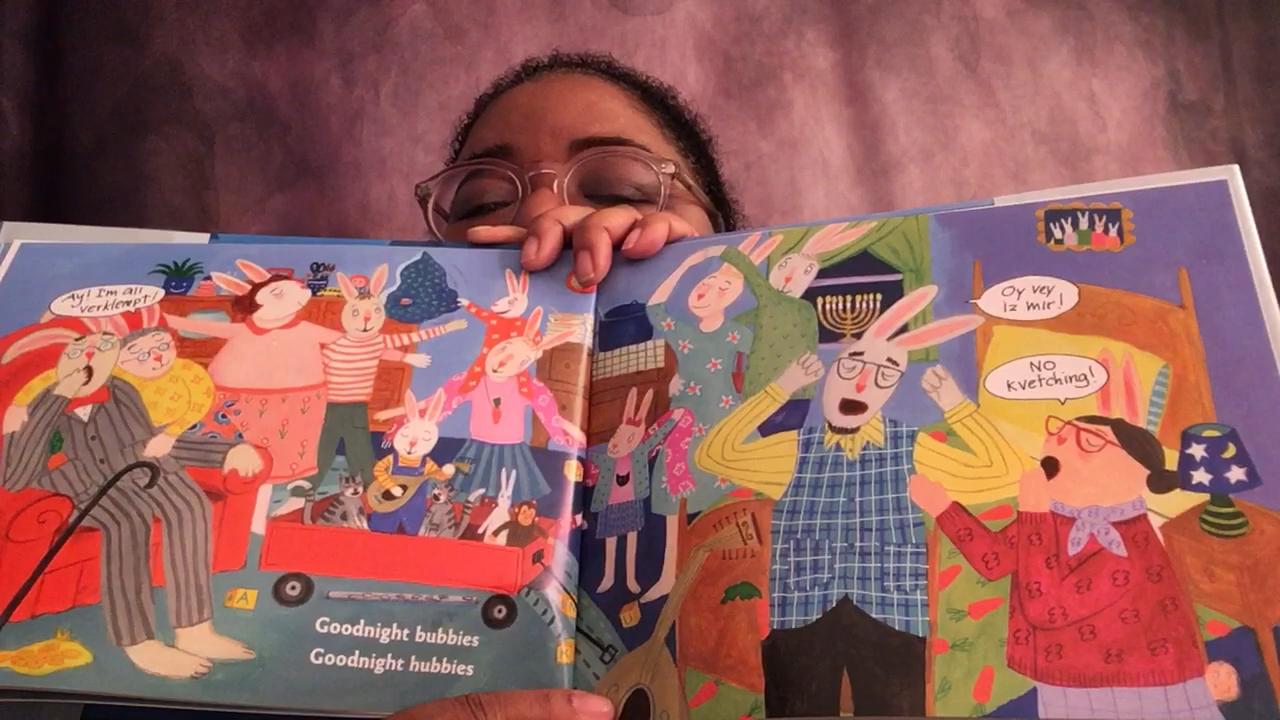 Ay! I'm all
verklempt!
Goodnight bubbies
Goodnight hubbies
Oy vey
iz mir!
NO
kvetching!
A